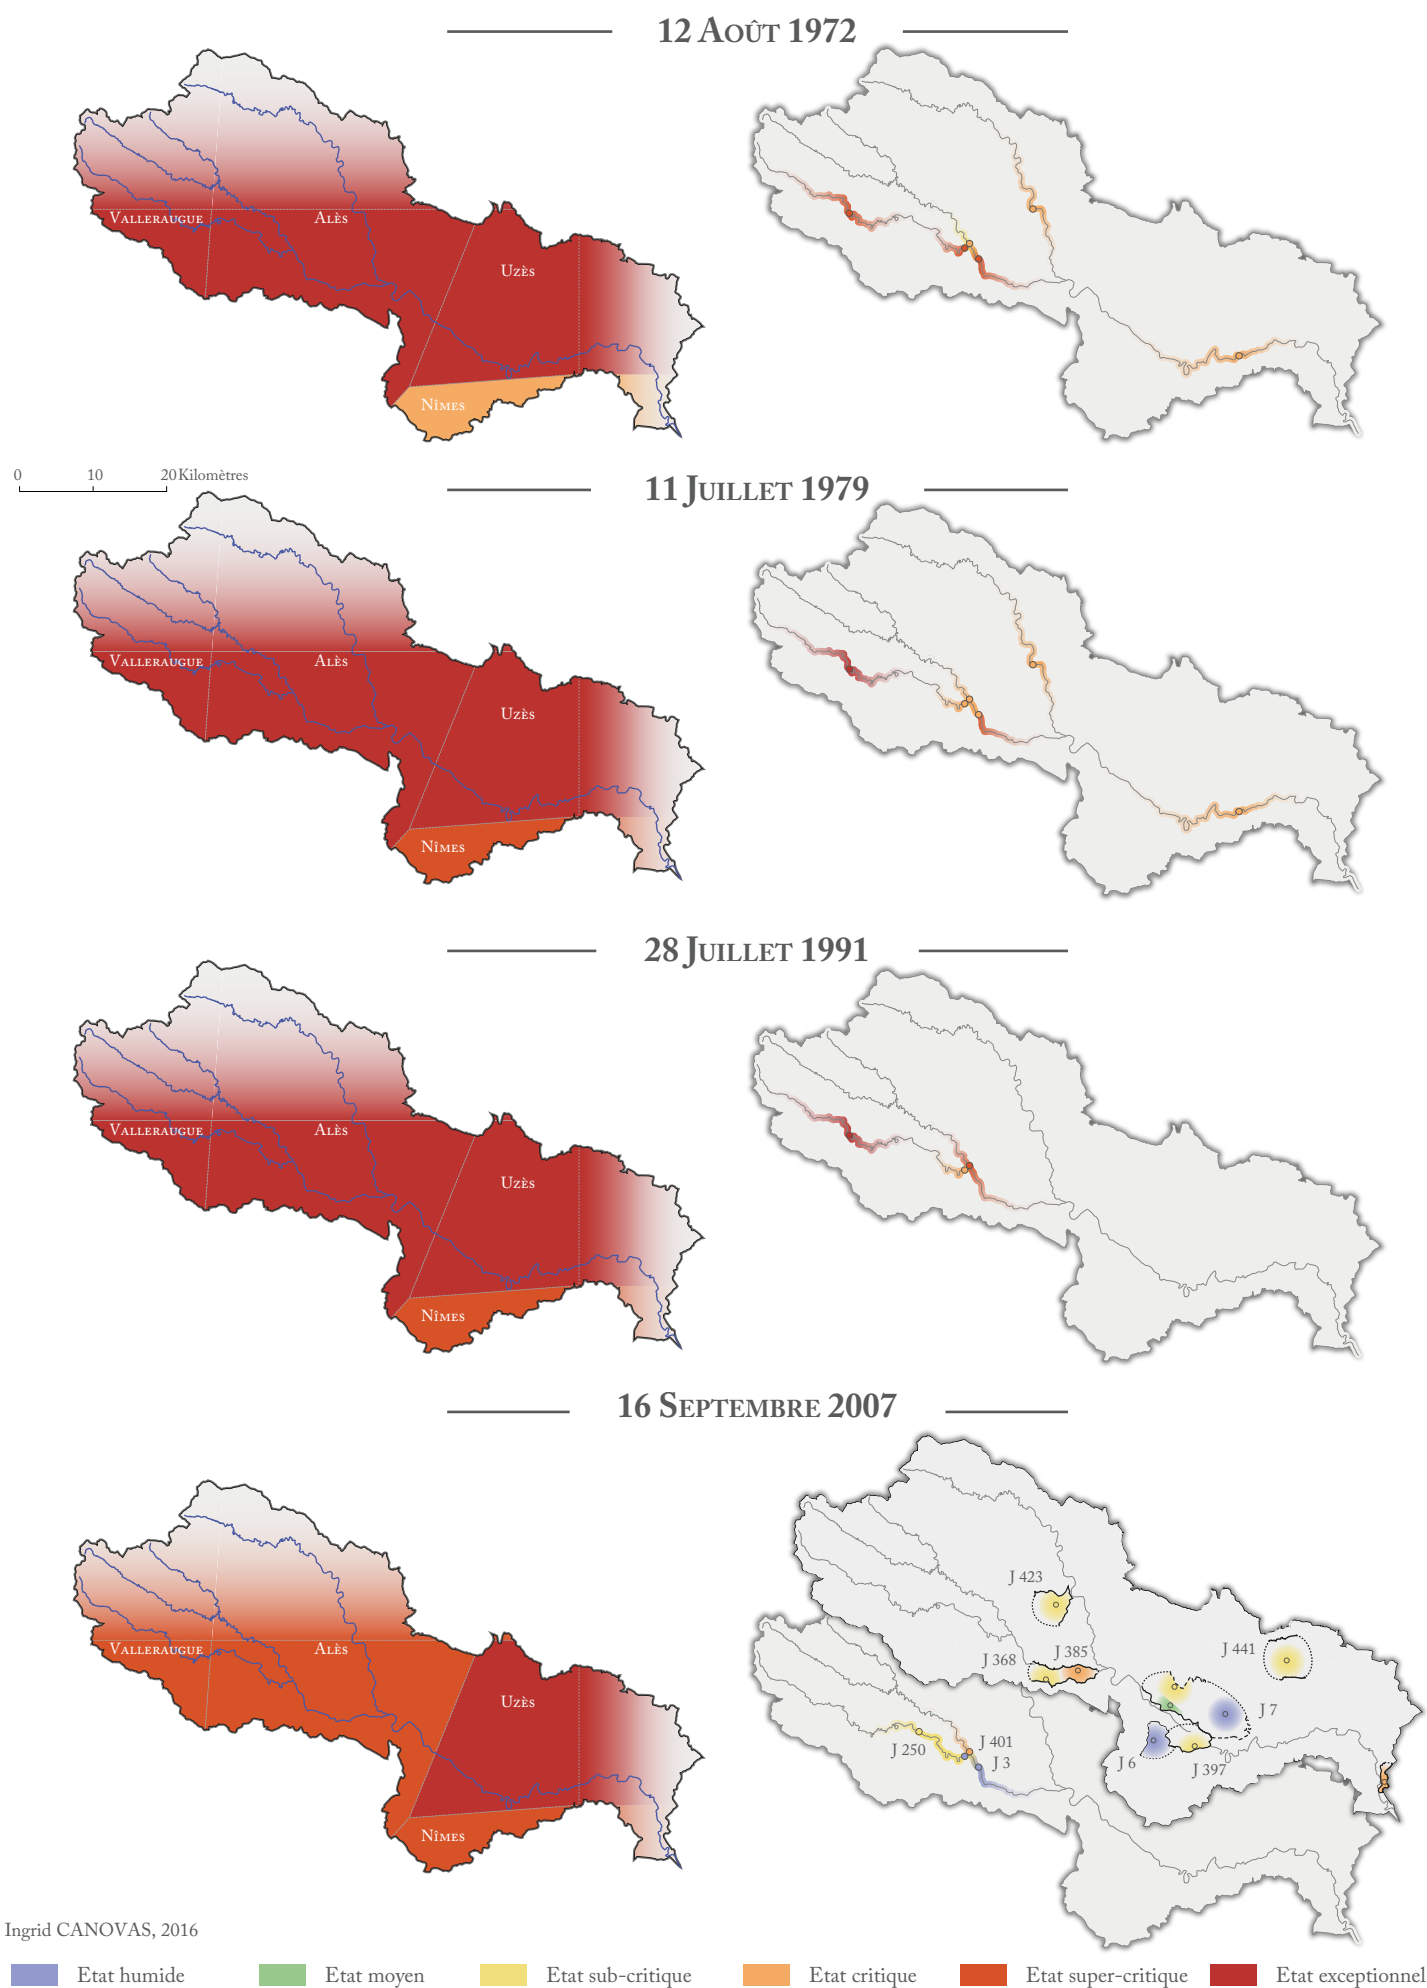 12 Août 1972
Valleraugue
Alès
Uzès
Nîmes
0 10 20 Kilomètres
11 Juillet 1979
Valleraugue
Alès
Uzès
Nîmes
28 Juillet 1991
Valleraugue
Alès
Uzès
Nîmes
16 Septembre 2007
Valleraugue
Alès
Uzès
Nîmes
J 423
J 368
J 385
J 441
J 7
J 250
J 401
J 3
J 6
J 397
Ingrid CANOVAS, 2016
Etat humide
Etat moyen
Etat sub-critique
Etat critique
Etat super-critique
Etat exceptionnel